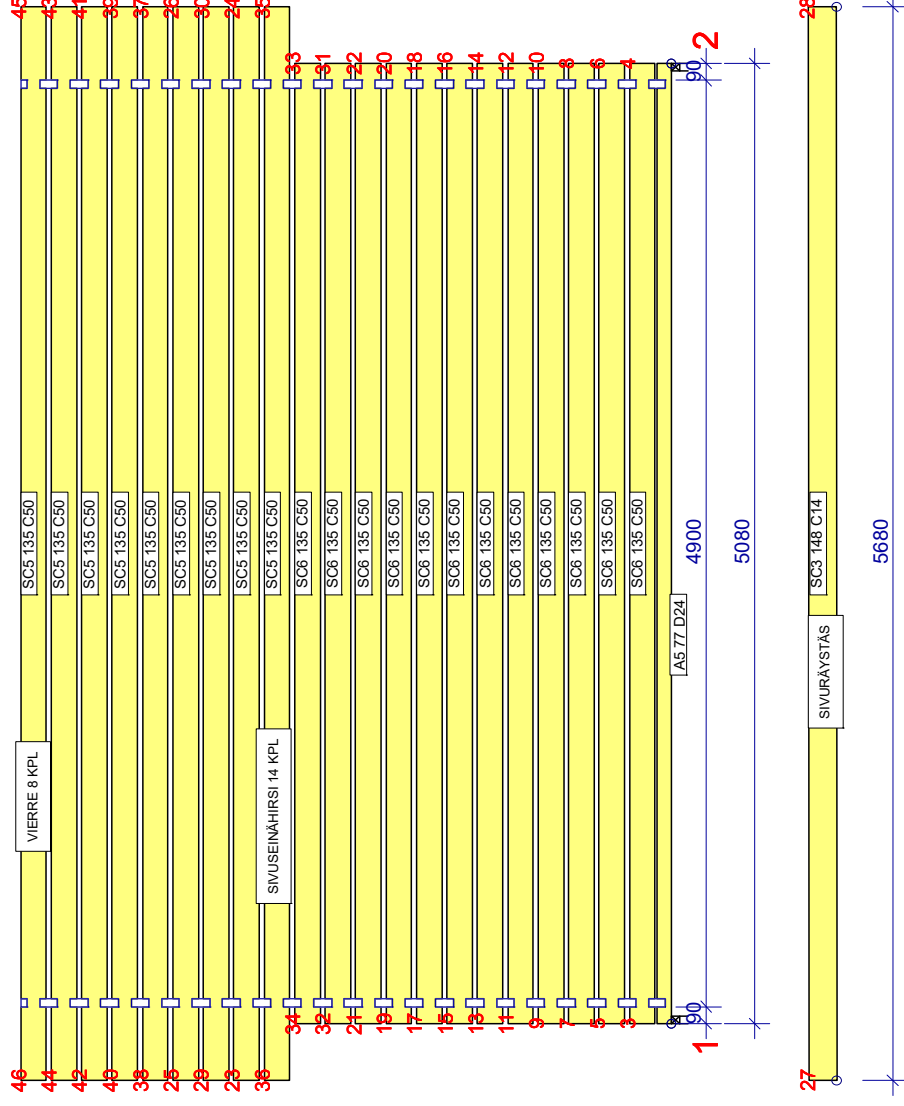 45
43
41
39
37
26
30
24
35
33
31
22
20
18
16
14
12
10
8
6
4
2
28
90
SC5 135 C50
SC5 135 C50
SC5 135 C50
SC5 135 C50
SC5 135 C50
SC5 135 C50
SC5 135 C50
SC5 135 C50
SC5 135 C50
SC6 135 C50
SC6 135 C50
SC6 135 C50
SC6 135 C50
SC6 135 C50
SC6 135 C50
SC6 135 C50
SC6 135 C50
SC6 135 C50
SC6 135 C50
SC6 135 C50
SC6 135 C50
4900
5080
SC3 148 C14
5680
A5 77 D24
SIVURÄYSTÄS
VIERRE 8 KPL
SIVUSEINÄHIRSI 14 KPL
90
46
44
42
40
38
25
29
23
36
34
32
21
19
17
15
13
11
9
7
5
3
1
27